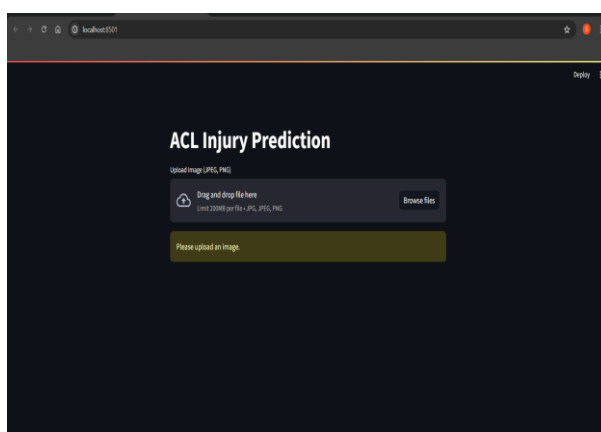 localhost:8501
Deploy
ACL Injury Prediction
Upload Image (JPEG, PNG)
Drag and drop file here
Limit 200MB per file • JPG, JPEG, PNG
Browse files
Please upload an image.